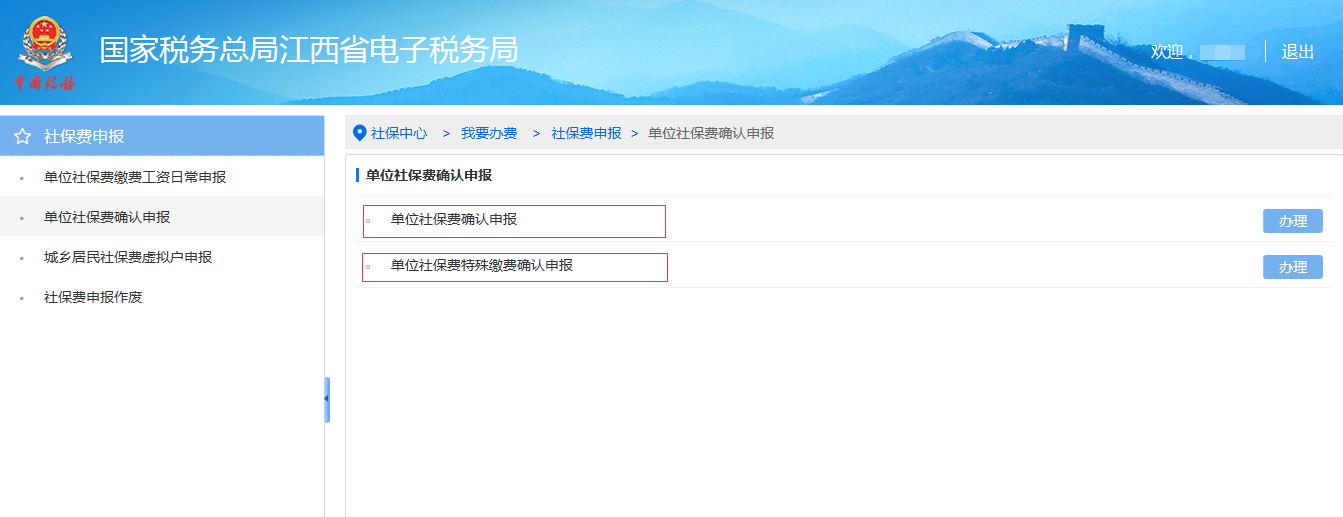 国家税务总局江西省电子税务局
中国税务
欢迎， 退出
社保费申报
单位社保费缴费工资日常申报
单位社保费确认申报
城乡居民社保费虚拟户申报
社保费申报作废
社保中心 > 我要办费 > 社保费申报 > 单位社保费确认申报
单位社保费确认申报
单位社保费确认申报 办理
单位社保费特殊缴费确认申报 办理